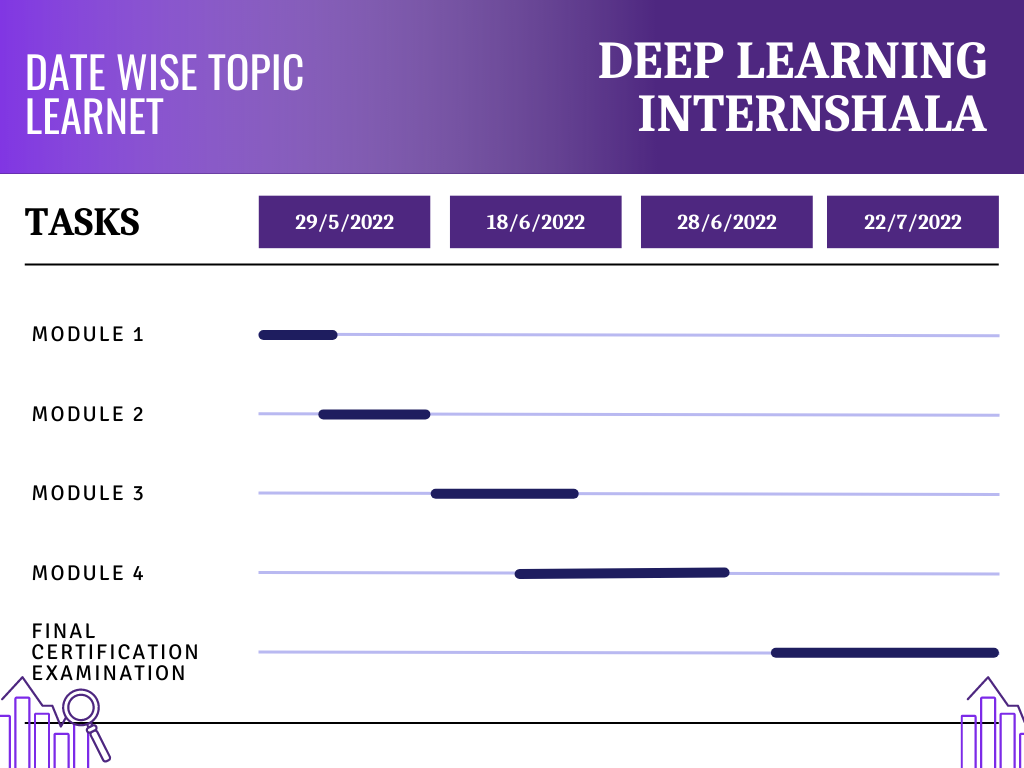 DATE WISE TOPIC
LEARNET
DEEP LEARNING
INTERNSHALA
TASKS
29/5/2022
18/6/2022
28/6/2022
22/7/2022
MODULE 1
MODULE 2
MODULE 3
MODULE 4
FINAL
CERTIFICATION
EXAMINATION